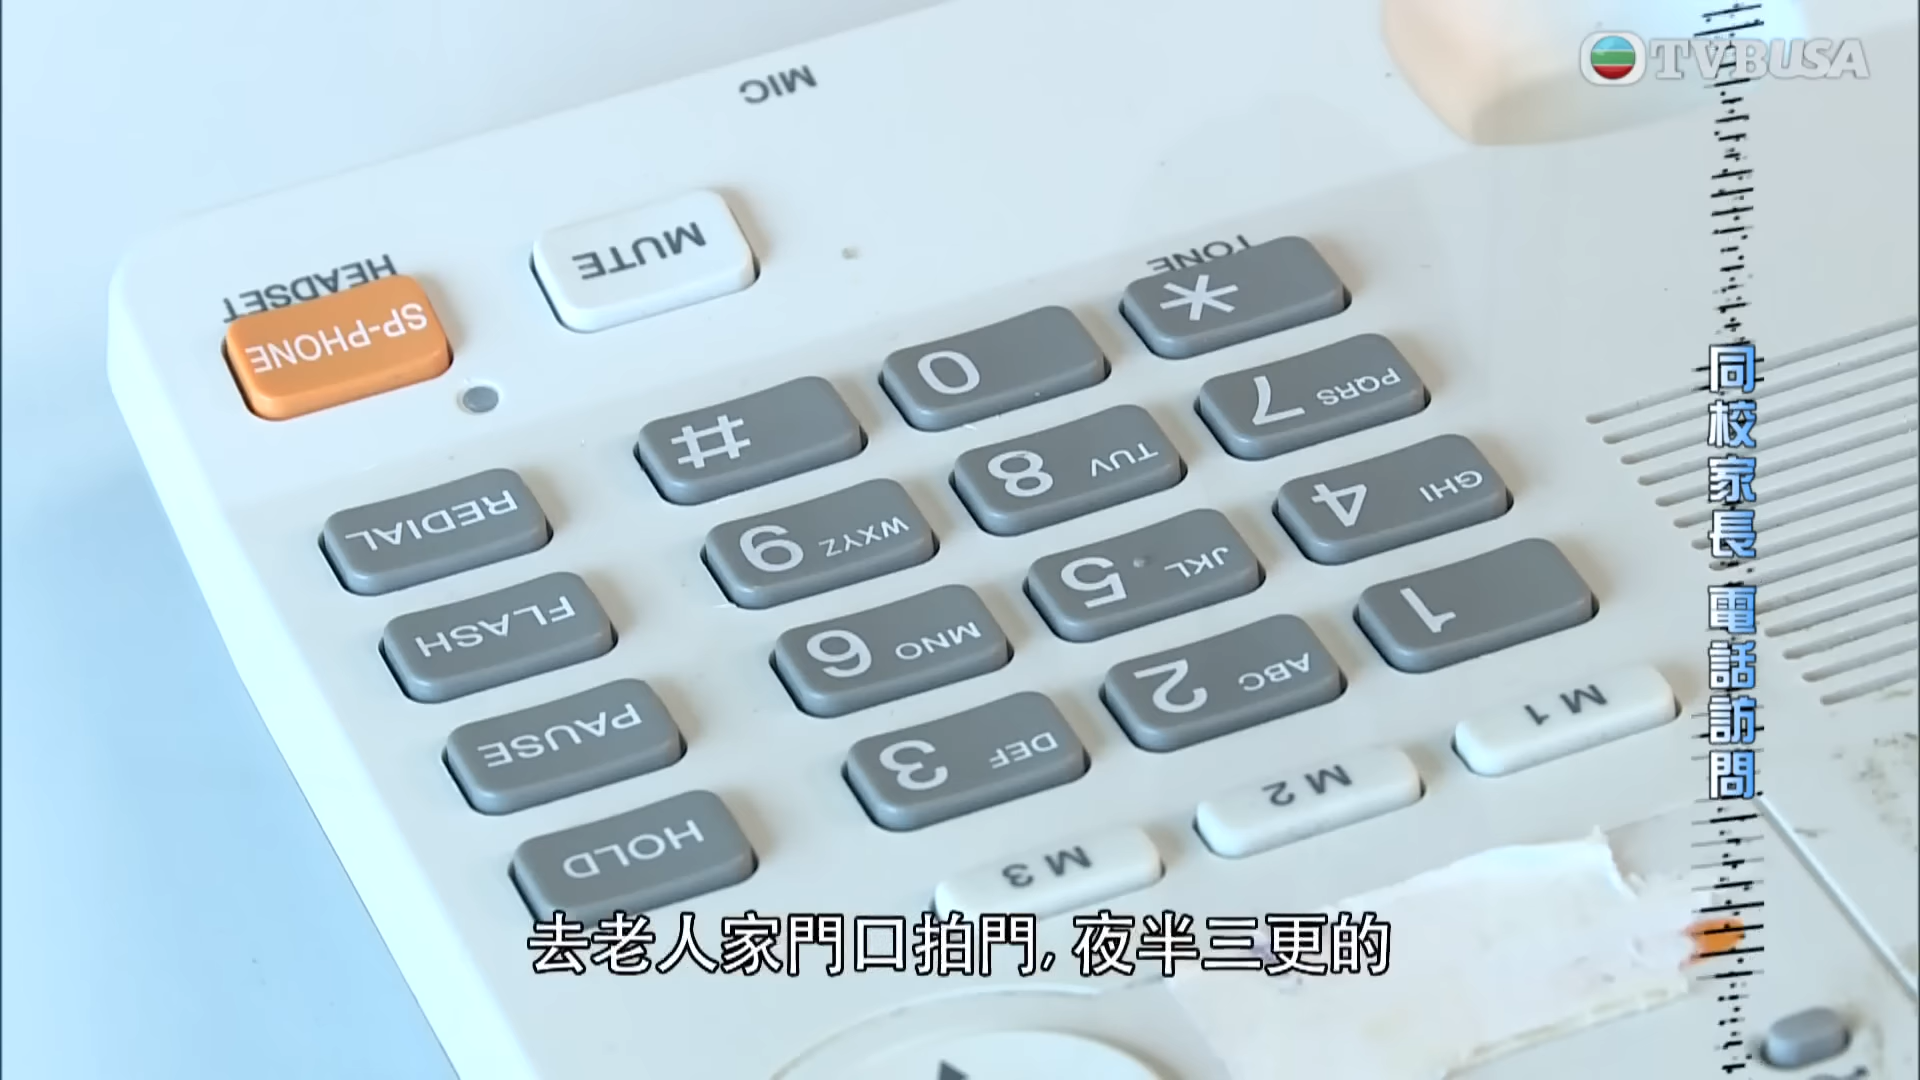 TVBUSA
MIC
HEADSET
SP-PHONE
MUTE
TONE
*
0
#
7 PQRS
8 TUV
9 WXYZ
REDIAL
4 GHI
5 JKL
6 MNO
FLASH
1
2 ABC
3 DEF
PAUSE
HOLD
M 1
M 2
M 3
同校家長 電話訪問
去老人家門口拍門, 夜半三更的